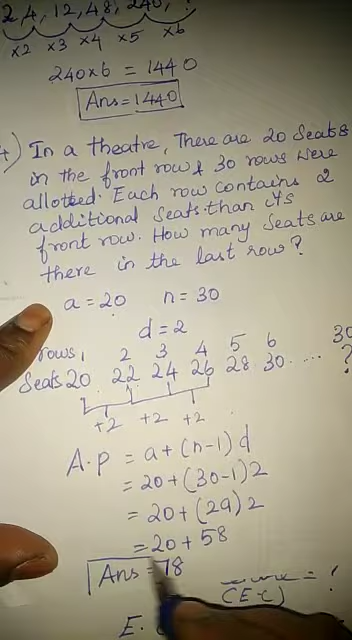 2, 4, 12, 48, 240, ?
×2 ×3 ×4 ×5 ×6
240×6 = 1440
Ans = 1440
In a theatre, There are 20 Seats
in the front row & 30 rows were
allotted. Each row contains 2
additional Seats than its
front row. How many Seats are
there in the last row?
a = 20 n = 30
d = 2
rows 1 2 3 4 5 6 30
Seats 20 22 24 26 28 30 .... ?
+2 +2 +2
A.p = a + (n-1) d
= 20 + (30-1) 2
= 20 + (29) 2
= 20 + 58
Ans = 78
= ?
E.